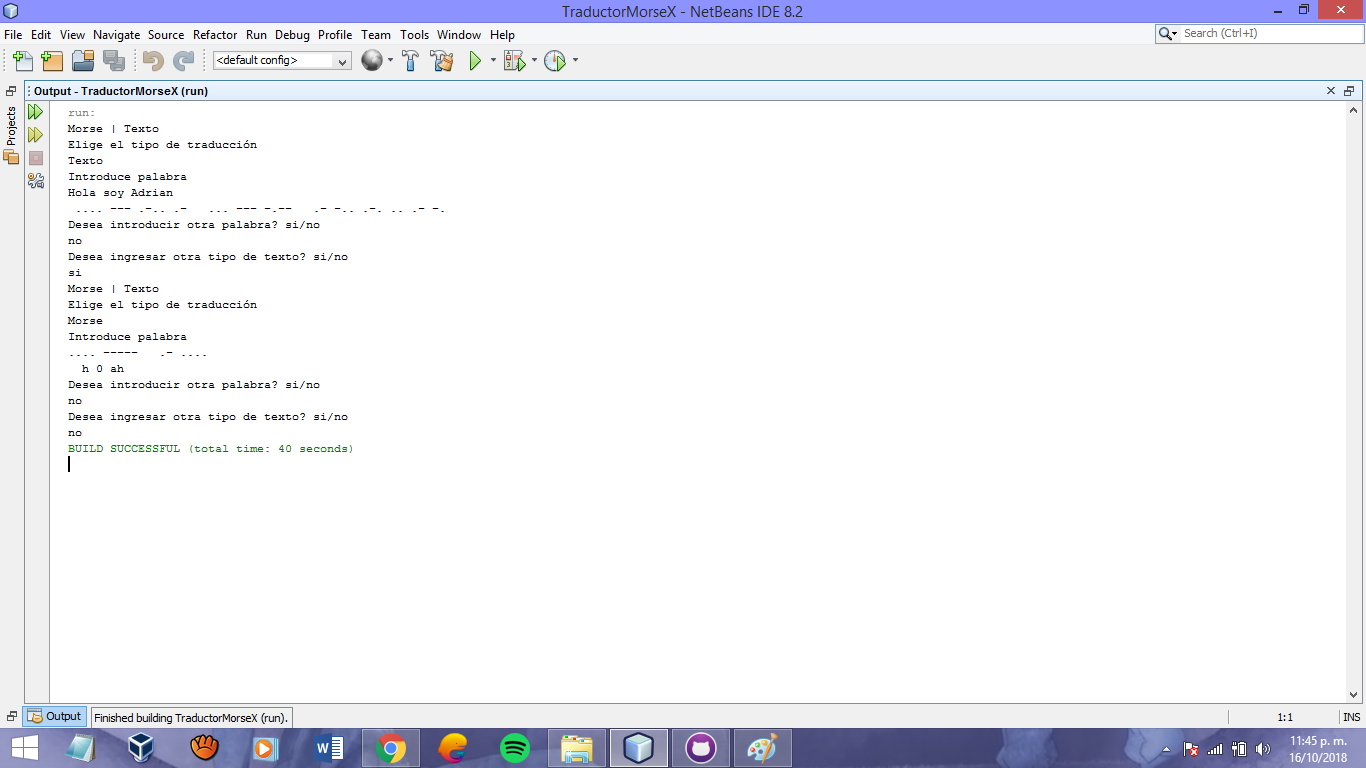 TraductorMorseX - NetBeans IDE 8.2
File Edit View Navigate Source Refactor Run Debug Profile Team Tools Window Help
Search (Ctrl+I)
<default config>
Projects
Output - TraductorMorseX (run)
run:
Morse | Texto
Elige el tipo de traducción
Texto
Introduce palabra
Hola soy Adrian
.... --- .-.. .-   ... --- -.--   .- -.. .-. .. .- -.
Desea introducir otra palabra? si/no
no
Desea ingresar otra tipo de texto? si/no
si
Morse | Texto
Elige el tipo de traducción
Morse
Introduce palabra
.... -----   .- ....
h 0 ah
Desea introducir otra palabra? si/no
no
Desea ingresar otra tipo de texto? si/no
no
BUILD SUCCESSFUL (total time: 40 seconds)
Output
Finished building TraductorMorseX (run).
1:1
INS
11:45 p. m.
16/10/2018